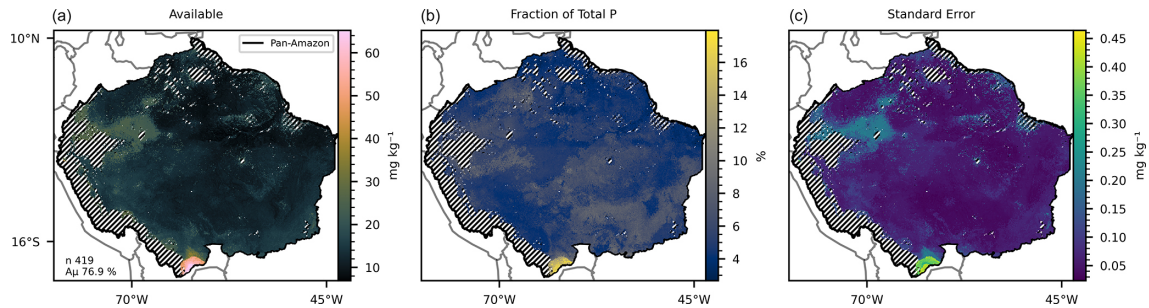 (a) Available
(b) Fraction of Total P
(c) Standard Error
10°N
16°S
Pan-Amazon
n 419
Aμ 76.9 %
70°W 45°W
65
60
50
40
30
20
10
mg kg⁻¹
70°W 45°W
16
14
12
10
8
6
4
%
70°W 45°W
0.45
0.40
0.35
0.30
0.25
0.20
0.15
0.10
0.05
mg kg⁻¹